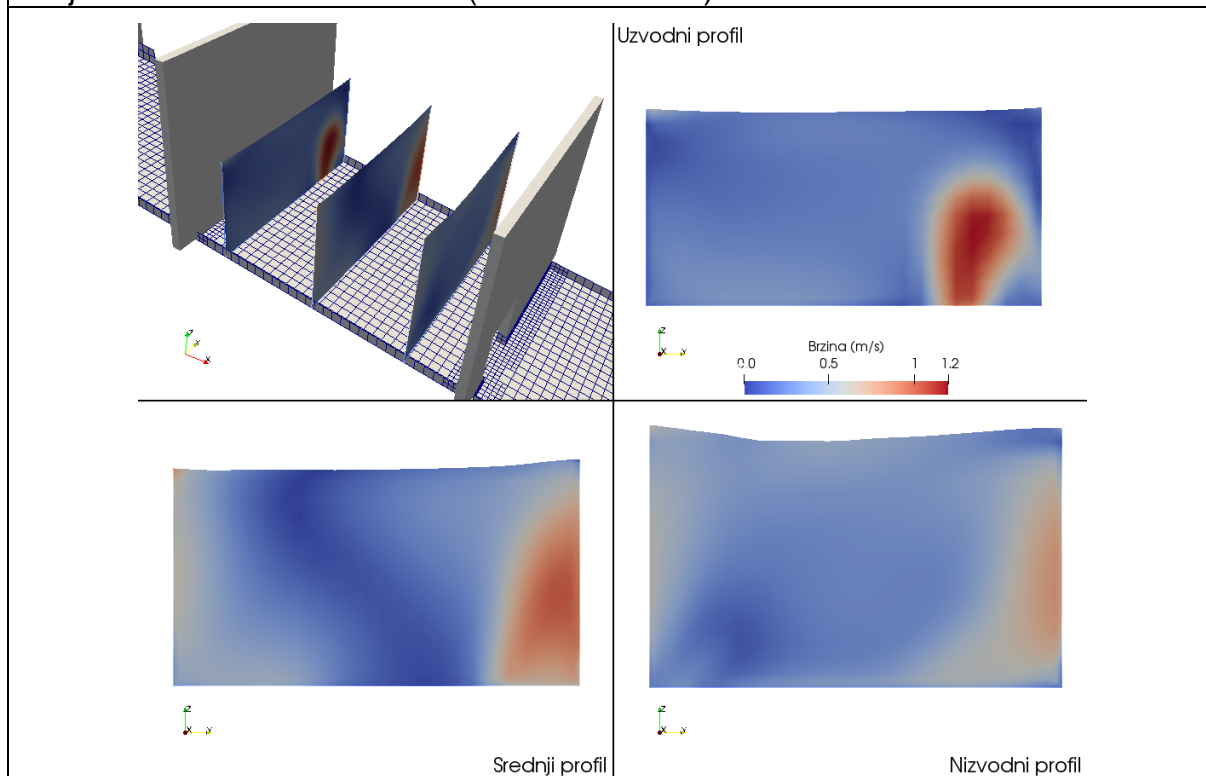 Uzvodni profil
Z
X
Y
Z
X
Y
Brzina (m/s)
0.0 0.5 1 1.2
Z
X
Y
Z
X
Y
Srednji profil
Nizvodni profil